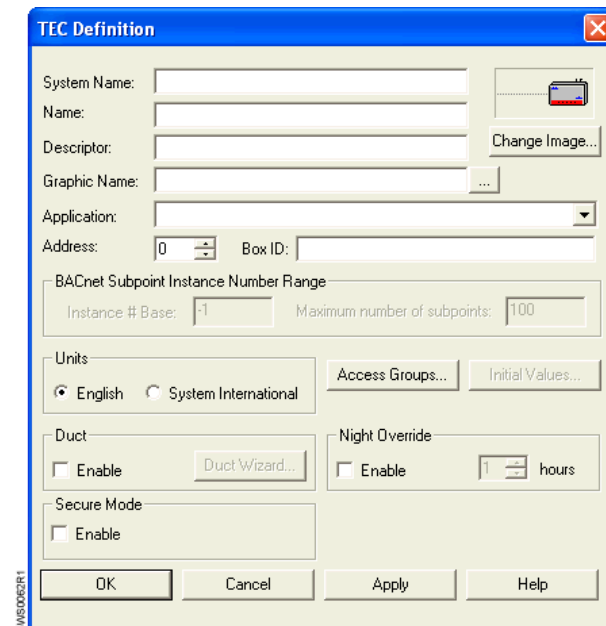 TEC Definition
System Name:
Name:
Descriptor:
Change Image...
Graphic Name:
...
Application:
Address: 0 Box ID:
BACnet Subpoint Instance Number Range
Instance # Base: -1 Maximum number of subpoints: 100
Units
English System International
Access Groups... Initial Values...
Duct
Enable Duct Wizard...
Night Override
Enable 1 hours
Secure Mode
Enable
OK Cancel Apply Help
WS0062R1